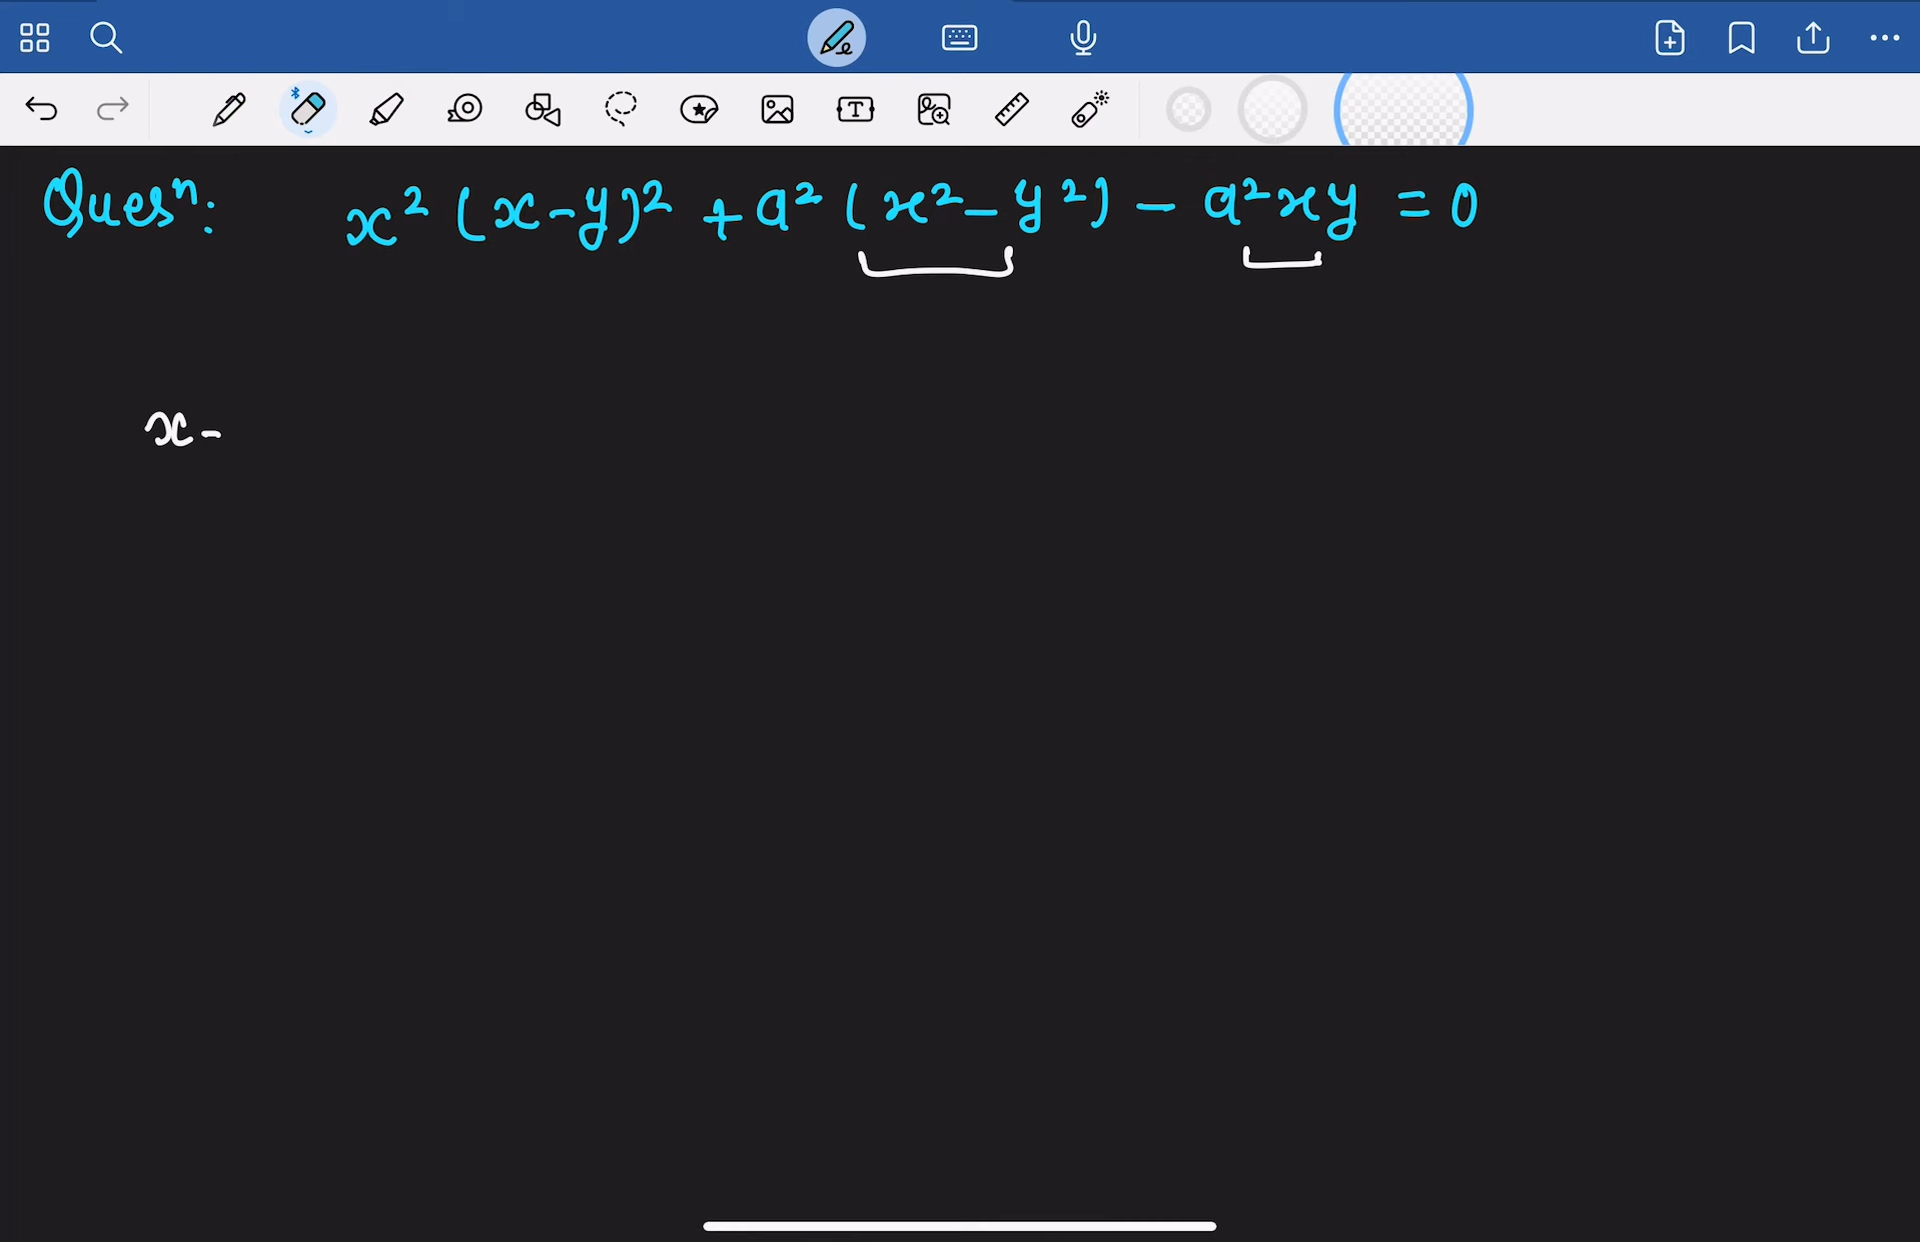 Quesⁿ: x² (x-y)² + a² (x²-y²) - a²xy = 0
x -